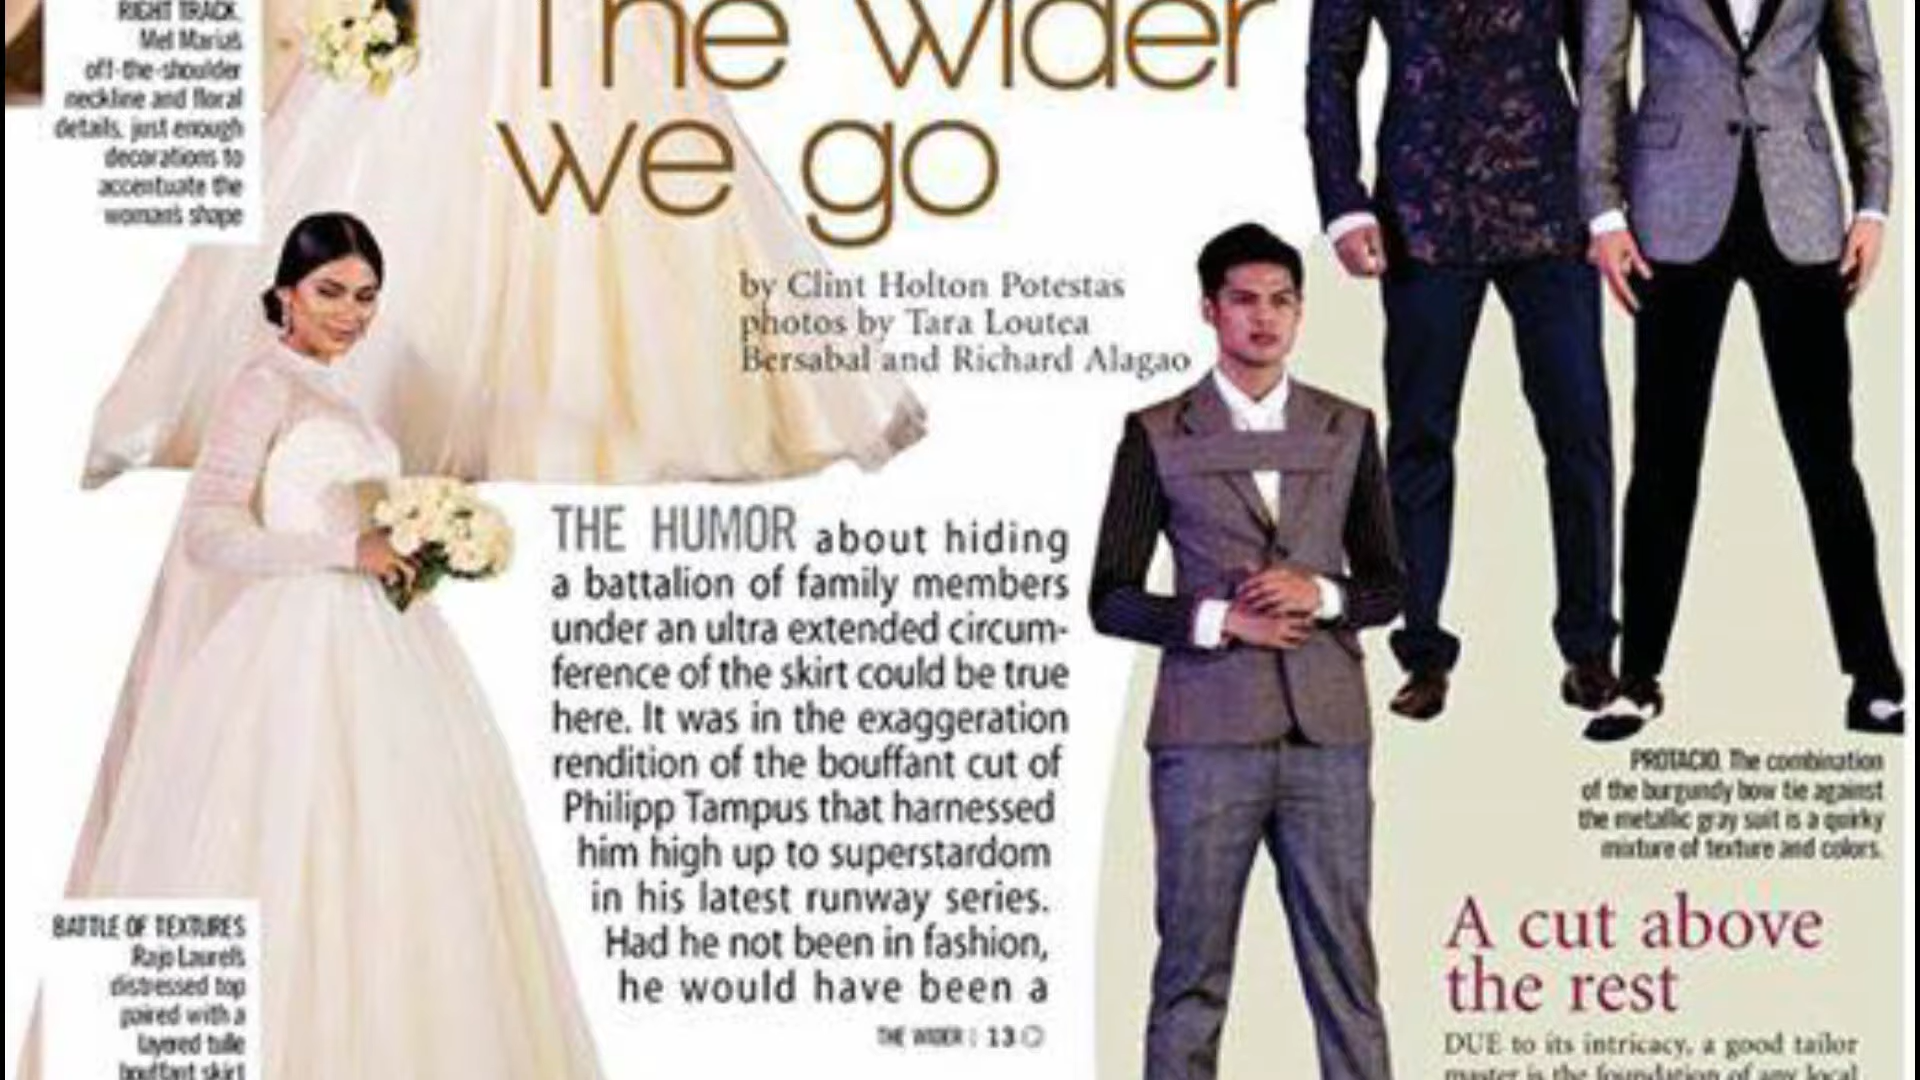 RIGHT TRACK.
Mel Maria's
off-the-shoulder
neckline and floral
details, just enough
decorations to
accentuate the
woman's shape
The wider
we go
by Clint Holton Potestas
photos by Tara Loutea
Bersabal and Richard Alagao
THE HUMOR about hiding
a battalion of family members
under an ultra extended circum-
ference of the skirt could be true
here. It was in the exaggeration
rendition of the bouffant cut of
Philipp Tampus that harnessed
him high up to superstardom
in his latest runway series.
Had he not been in fashion,
he would have been a
THE WIDER | 13
BATTLE OF TEXTURES
Rajo Laurel's
distressed top
paired with a
layered tulle
bouffant skirt
PROTACIO. The combination
of the burgundy bow tie against
the metallic gray suit is a quirky
mixture of texture and colors.
A cut above
the rest
DUE to its intricacy, a good tailor
master is the foundation of any local